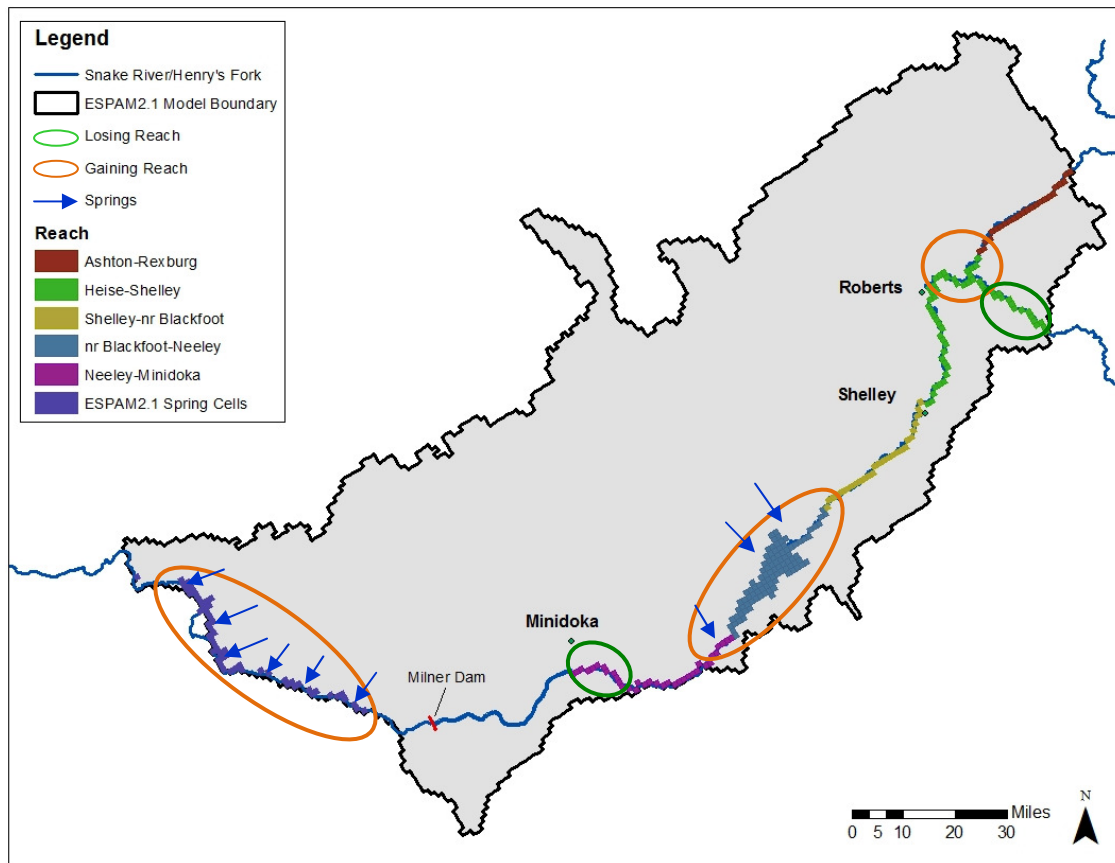 Legend
Snake River/Henry's Fork
ESPAM2.1 Model Boundary
Losing Reach
Gaining Reach
Springs
Reach
Ashton-Rexburg
Heise-Shelley
Shelley-nr Blackfoot
nr Blackfoot-Neeley
Neeley-Minidoka
ESPAM2.1 Spring Cells
Roberts
Shelley
Minidoka
Milner Dam
N
Miles
0 5 10 20 30